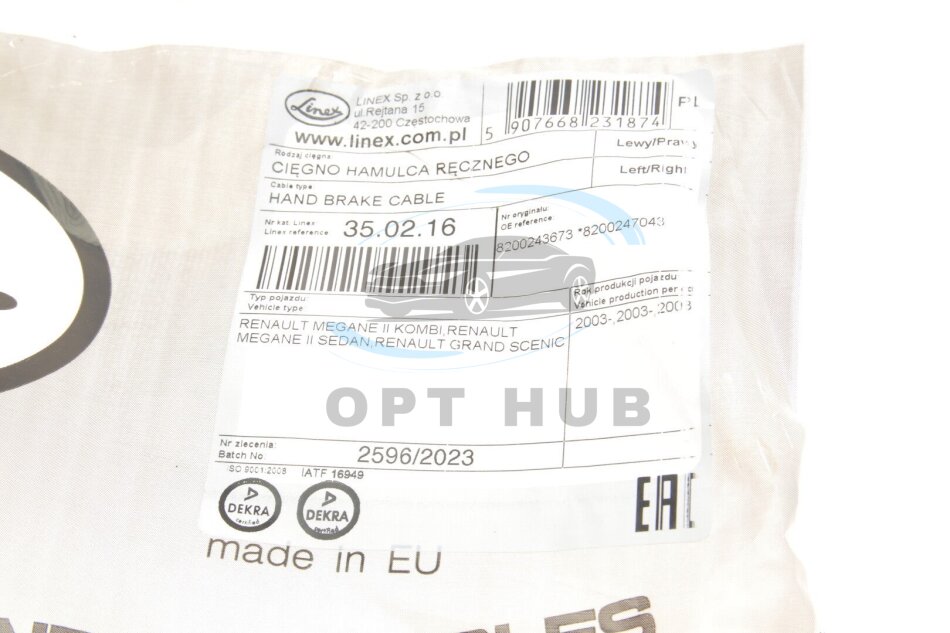 Linex
LINEX Sp. z o.o.
ul.Rejtana 15
42-200 Częstochowa
www.linex.com.pl
5 907668 231874
PL
Rodzaj cięgna:
CIĘGNO HAMULCA RĘCZNEGO
Lewy/Prawy
Cable type
HAND BRAKE CABLE
Left/Right
Nr kat. Linex:
Linex reference
35.02.16
Nr oryginału:
OE reference:
8200243673 *8200247043
Typ pojazdu:
Vehicle type
Rok produkcji pojazdu
Vehicle production per
RENAULT MEGANE II KOMBI,RENAULT
MEGANE II SEDAN,RENAULT GRAND SCENIC
2003-,2003-,2003
OPT HUB
Nr zlecenia:
Batch No
2596/2023
ISO 9001:2008 IATF 16949
DEKRA
certified
DEKRA
certified
EAC
made in EU